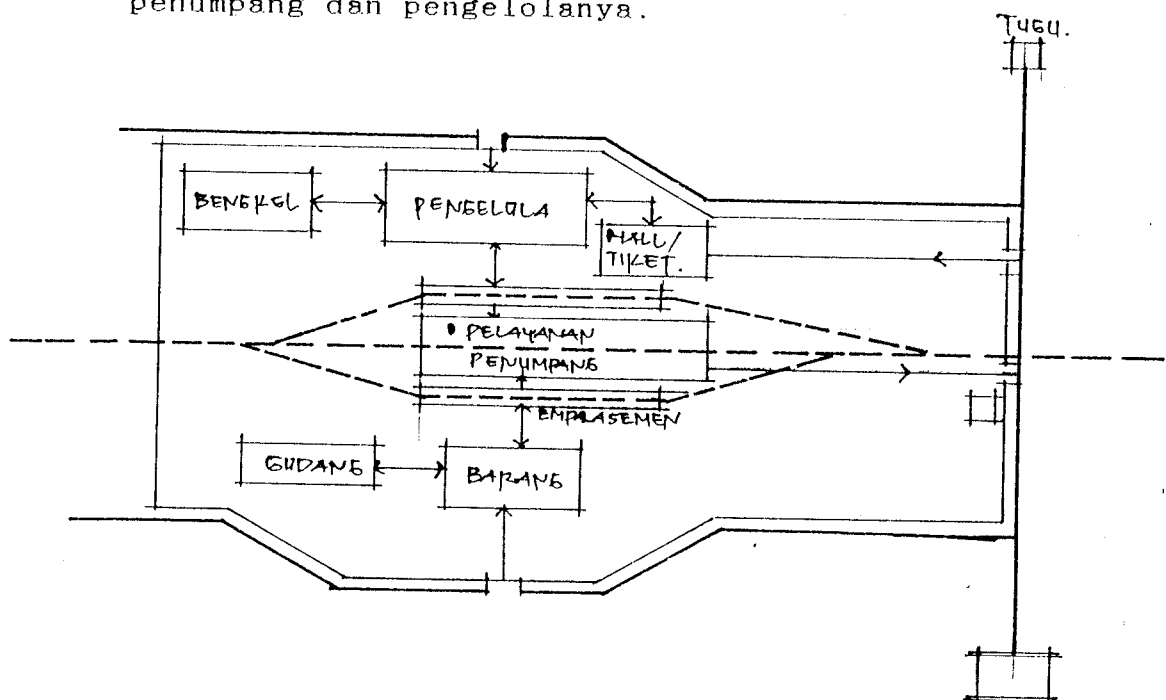 penumpang dan pengelolanya.
TUGU.
BENGKEL
PENGELOLA
HALL/
TIKET.
PELAYANAN
PENUMPANG
EMPLASEMEN
GUDANG
BARANG